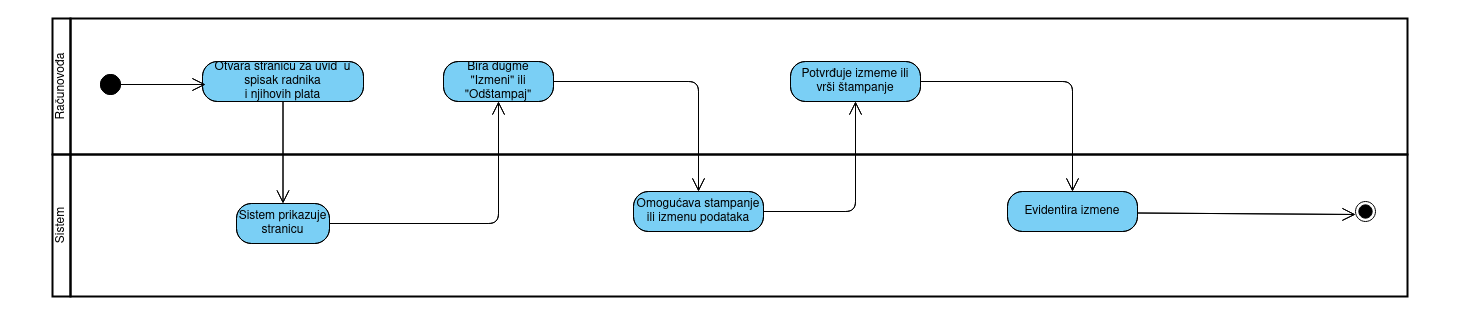 Računovođa
Otvara stranicu za uvid u
spisak radnika
i njihovih plata
Bira dugme
"Izmeni" ili
"Odštampaj"
Potvrđuje izmeme ili
vrši štampanje
Sistem
Sistem prikazuje
stranicu
Omogućava stampanje
ili izmenu podataka
Evidentira izmene